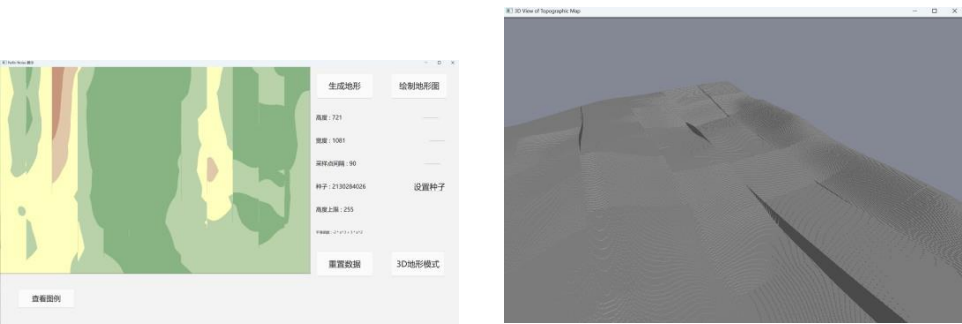 Perlin Noise 图形
生成地形
绘制地形图
高度 : 721
宽度 : 1081
采样点间隔 : 90
种子 : 2130284026
设置种子
高度上限 : 255
重置数据
3D地形模式
查看图例
3D View of Topographic Map